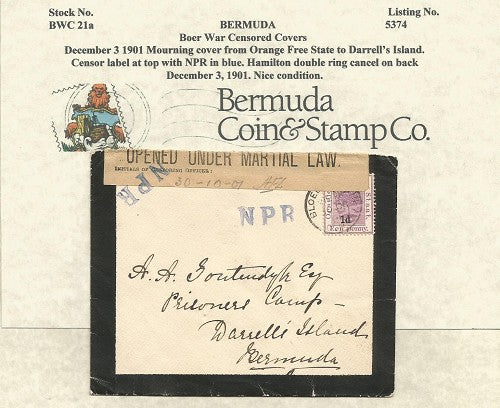 Stock No.
BWC 21a
BERMUDA
Boer War Censored Covers
Listing No.
5374
December 3 1901 Mourning cover from Orange Free State to Darrell's Island.
Censor label at top with NPR in blue. Hamilton double ring cancel on back
December 3, 1901. Nice condition.
Bermuda
Coin&Stamp Co.
OPENED UNDER MARTIAL LAW.
30-10-01
NPR
NPR
BLOE
1d
A. A. Esq
Prisoners Camp
Darrells Island
Bermuda